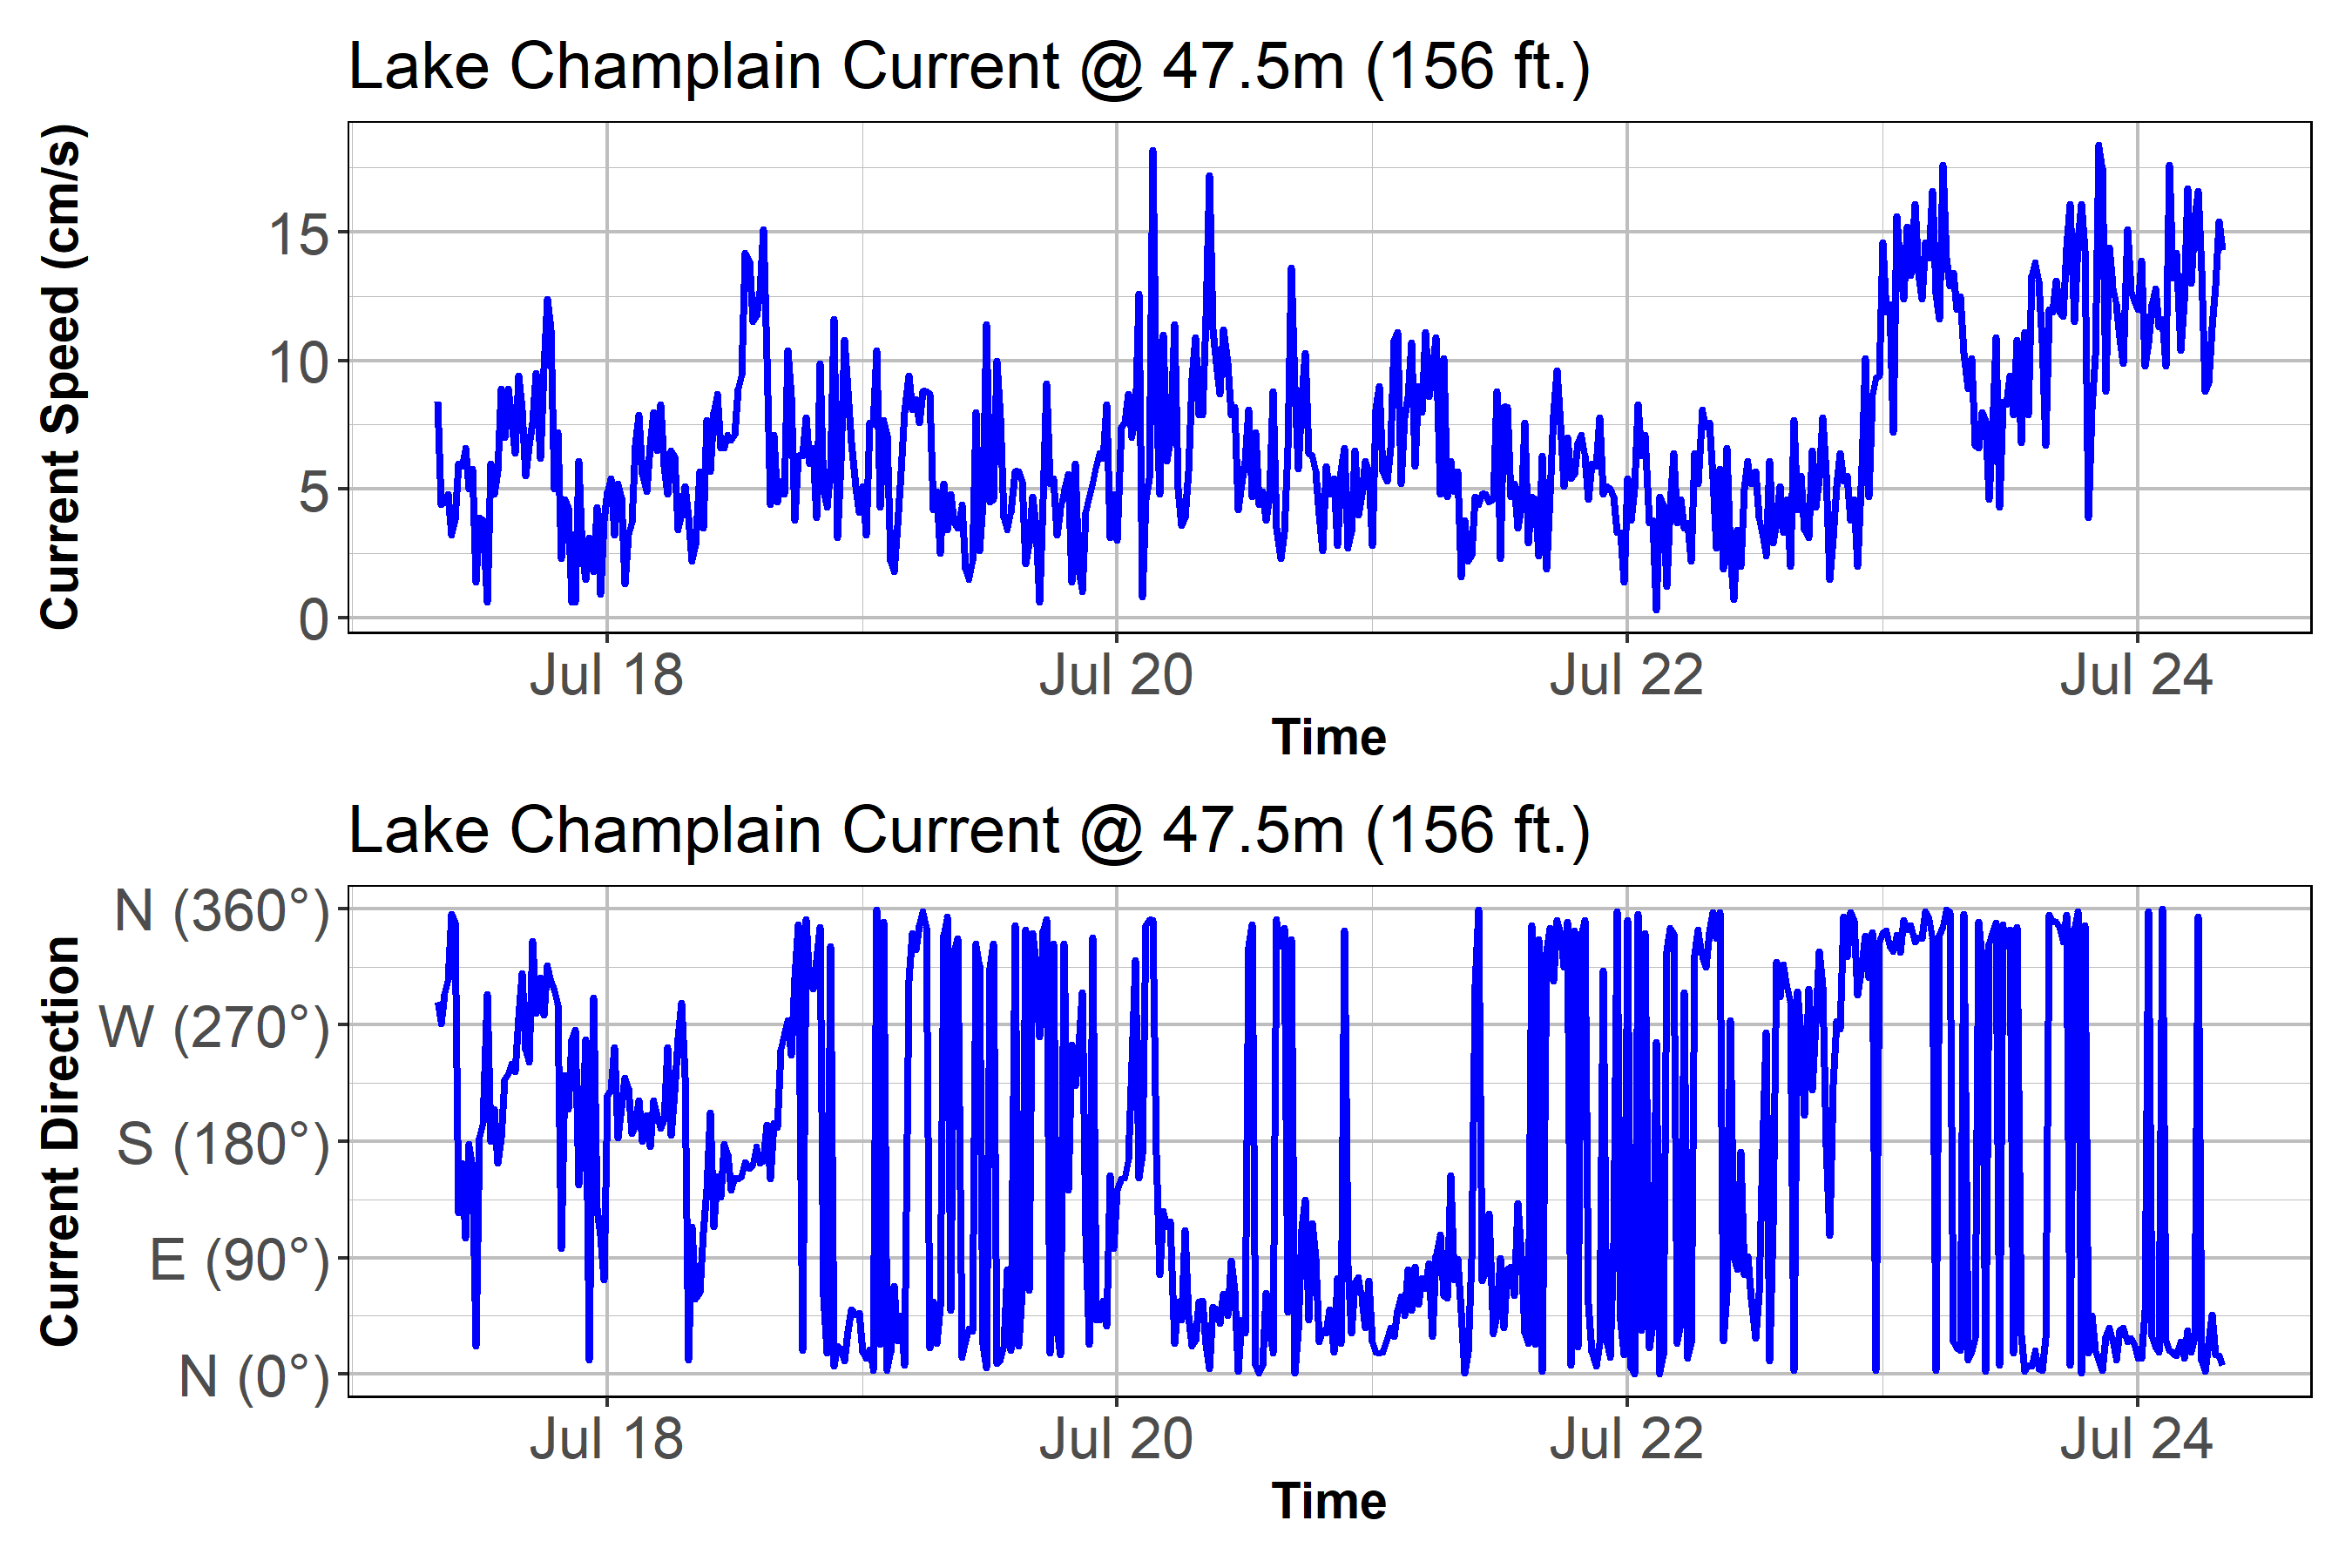 Lake Champlain Current @ 47.5m (156 ft.)
Current Speed (cm/s)
15
10
5
0
Jul 18 Jul 20 Jul 22 Jul 24
Time
Lake Champlain Current @ 47.5m (156 ft.)
Current Direction
N (360°)
W (270°)
S (180°)
E (90°)
N (0°)
Jul 18 Jul 20 Jul 22 Jul 24
Time